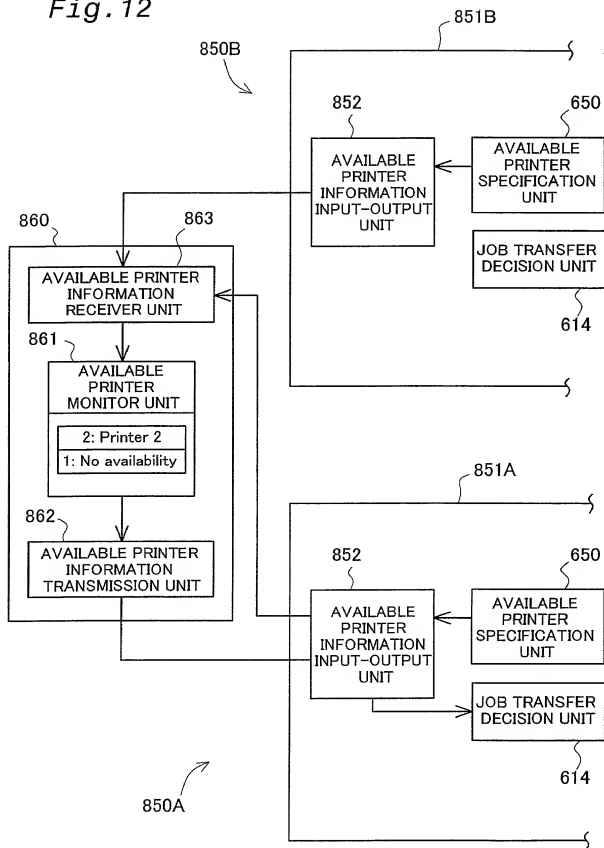 Fig.12
850B
851B
852
650
AVAILABLE
PRINTER
INFORMATION
INPUT-OUTPUT
UNIT
AVAILABLE
PRINTER
SPECIFICATION
UNIT
860
863
AVAILABLE PRINTER
INFORMATION
RECEIVER UNIT
JOB TRANSFER
DECISION UNIT
614
861
AVAILABLE
PRINTER
MONITOR UNIT
2: Printer 2
1: No availability
851A
862
AVAILABLE PRINTER
INFORMATION
TRANSMISSION UNIT
852
650
AVAILABLE
PRINTER
INFORMATION
INPUT-OUTPUT
UNIT
AVAILABLE
PRINTER
SPECIFICATION
UNIT
JOB TRANSFER
DECISION UNIT
614
850A